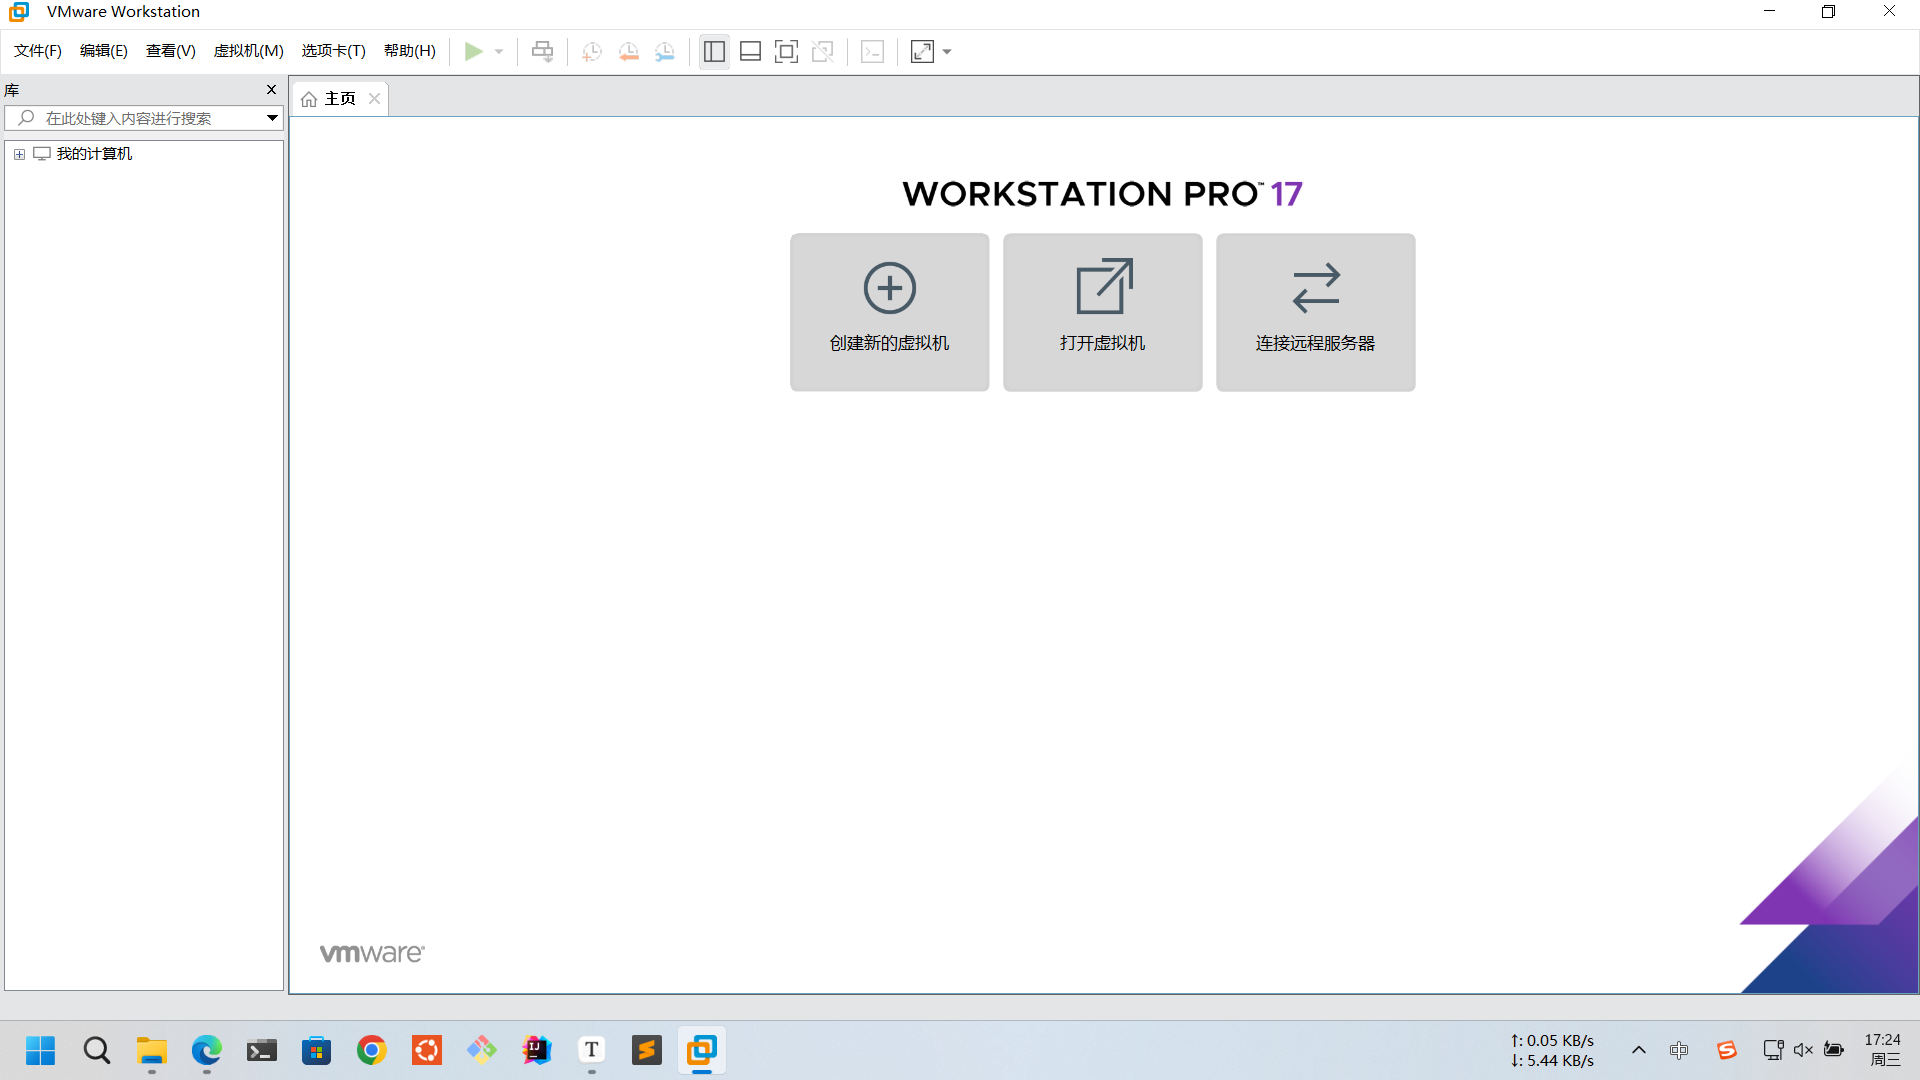 VMware Workstation
文件(F) 编辑(E) 查看(V) 虚拟机(M) 选项卡(T) 帮助(H)
库
主页
在此处键入内容进行搜索
我的计算机
WORKSTATION PRO™ 17
创建新的虚拟机
打开虚拟机
连接远程服务器
vmware®
↑: 0.05 KB/s
↓: 5.44 KB/s
中
17:24
周三